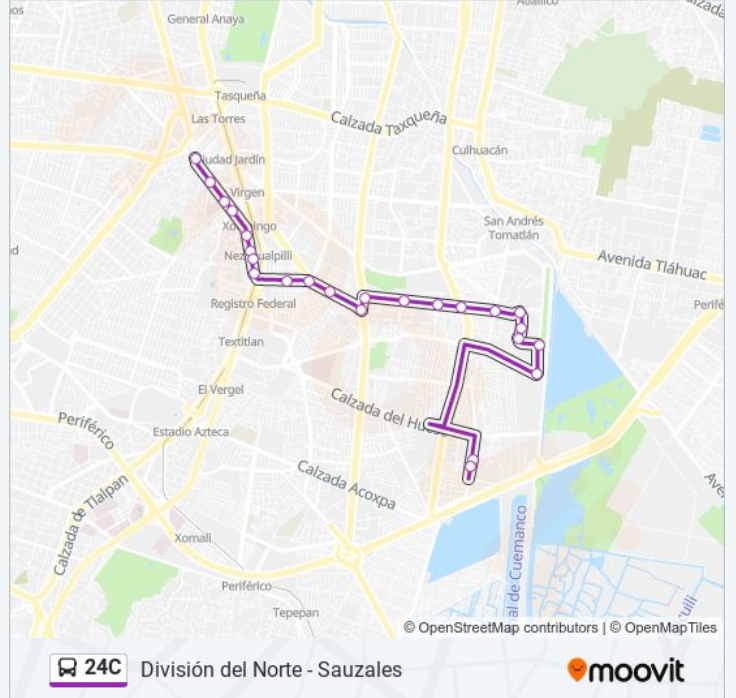 General Anaya
Tasqueña
Las Torres
Calzada Taxqueña
Culhuacán
Ciudad Jardín
Virgen
San Andrés
Tomatlán
Avenida Tláhuac
Registro Federal
Textitlan
El Vergel
Calzada del Hueso
Periférico
Estadio Azteca
Calzada Acoxpa
Calzada de Tlalpan
Xomali
Periférico
Tepepan
© OpenStreetMap contributors | © OpenMapTiles
24C
División del Norte - Sauzales
moovit